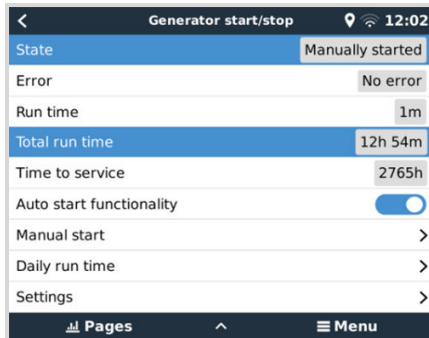 Generator start/stop 12:02
State Manually started
Error No error
Run time 1m
Total run time 12h 54m
Time to service 2765h
Auto start functionality
Manual start
Daily run time
Settings
Pages Menu